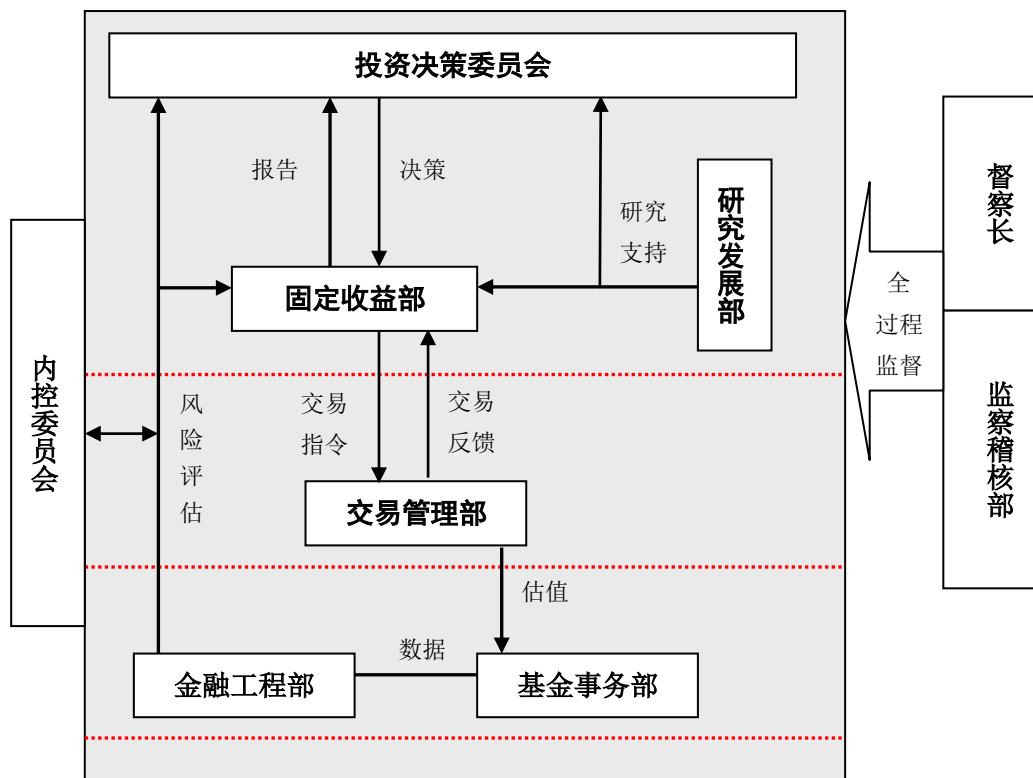 投资决策委员会
报告
决策
研究
支持
研究发展部
督察长
固定收益部
全
过程
监督
内控委员会
风
险
评
估
交易
指令
交易
反馈
监察稽核部
交易管理部
估值
数据
金融工程部
基金事务部